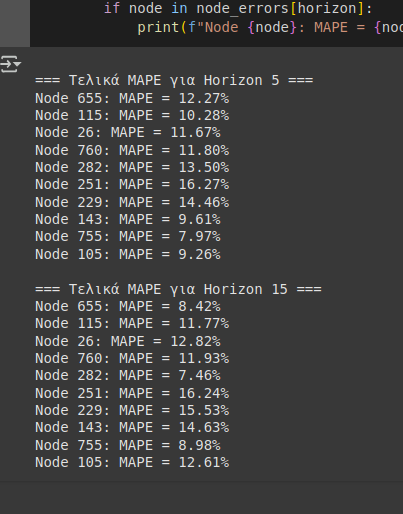 if node in node_errors[horizon]:
print(f"Node {node}: MAPE = {nod
=== Τελικά MAPE για Horizon 5 ===
Node 655: MAPE = 12.27%
Node 115: MAPE = 10.28%
Node 26: MAPE = 11.67%
Node 760: MAPE = 11.80%
Node 282: MAPE = 13.50%
Node 251: MAPE = 16.27%
Node 229: MAPE = 14.46%
Node 143: MAPE = 9.61%
Node 755: MAPE = 7.97%
Node 105: MAPE = 9.26%
=== Τελικά MAPE για Horizon 15 ===
Node 655: MAPE = 8.42%
Node 115: MAPE = 11.77%
Node 26: MAPE = 12.82%
Node 760: MAPE = 11.93%
Node 282: MAPE = 7.46%
Node 251: MAPE = 16.24%
Node 229: MAPE = 15.53%
Node 143: MAPE = 14.63%
Node 755: MAPE = 8.98%
Node 105: MAPE = 12.61%